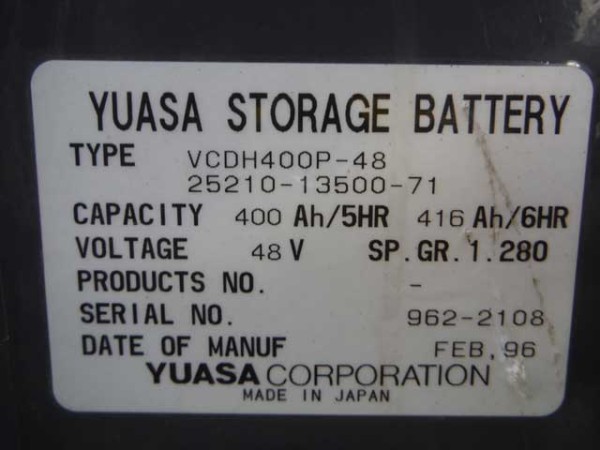 YUASA STORAGE BATTERY
TYPE VCDH400P-48
25210-13500-71
CAPACITY 400 Ah/5HR 416 Ah/6HR
VOLTAGE 48 V SP.GR.1.280
PRODUCTS NO. -
SERIAL NO. 962-2108
DATE OF MANUF FEB,96
YUASA CORPORATION
MADE IN JAPAN